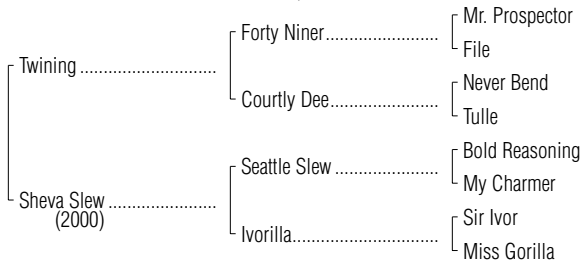 Mr. Prospector
Forty Niner
File
Twining
Never Bend
Courtly Dee
Tulle
Bold Reasoning
Seattle Slew
My Charmer
Sheva Slew
(2000)
Sir Ivor
Ivorilla
Miss Gorilla